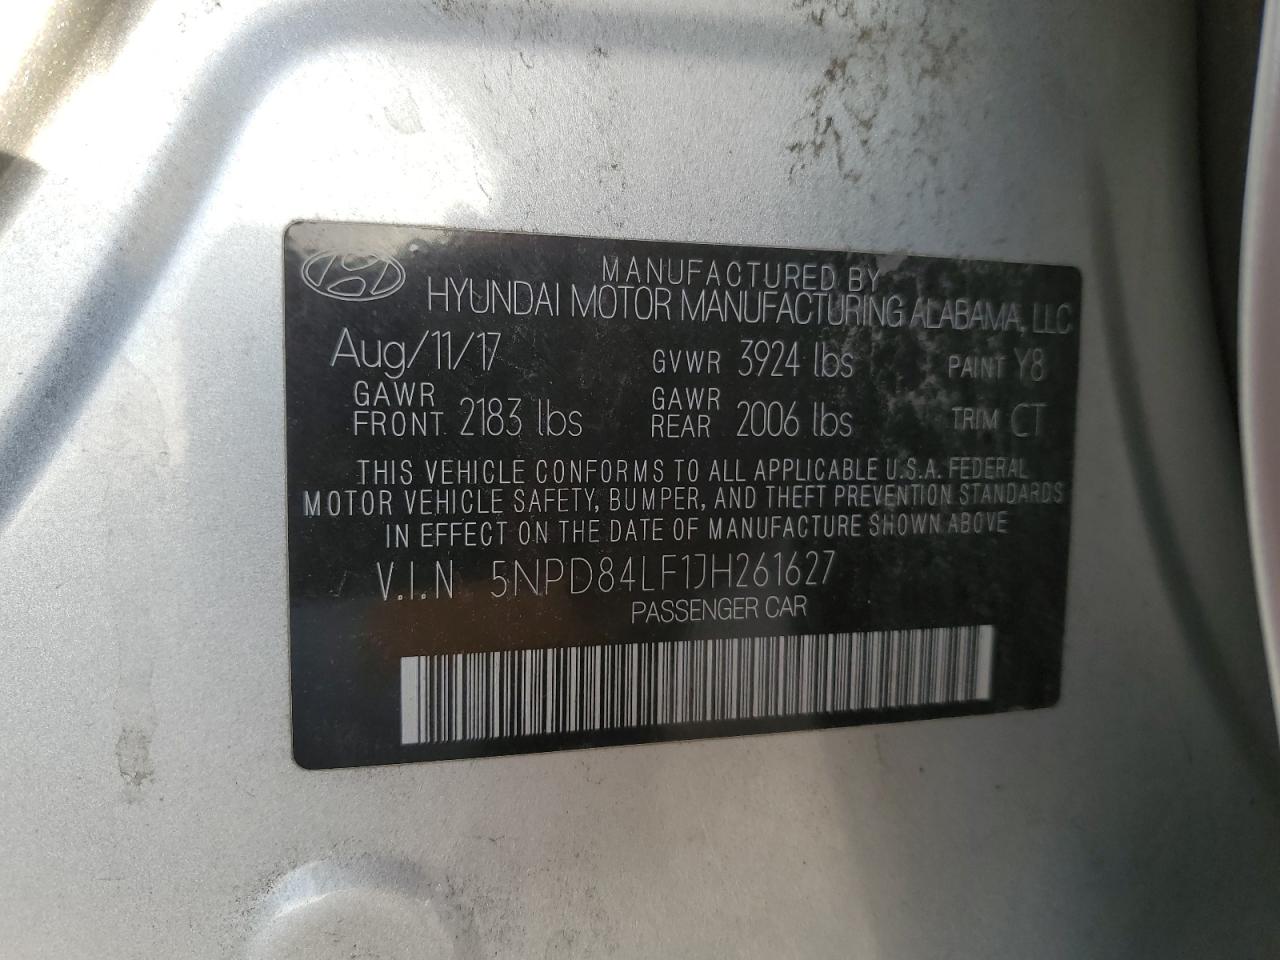 MANUFACTURED BY
HYUNDAI MOTOR MANUFACTURING ALABAMA, LLC
Aug/11/17 GVWR 3924 lbs PAINT Y8
GAWR FRONT 2183 lbs GAWR REAR 2006 lbs TRIM CT
THIS VEHICLE CONFORMS TO ALL APPLICABLE U.S.A. FEDERAL
MOTOR VEHICLE SAFETY, BUMPER, AND THEFT PREVENTION STANDARDS
IN EFFECT ON THE DATE OF MANUFACTURE SHOWN ABOVE
V.I.N 5NPD84LF1JH261627
PASSENGER CAR